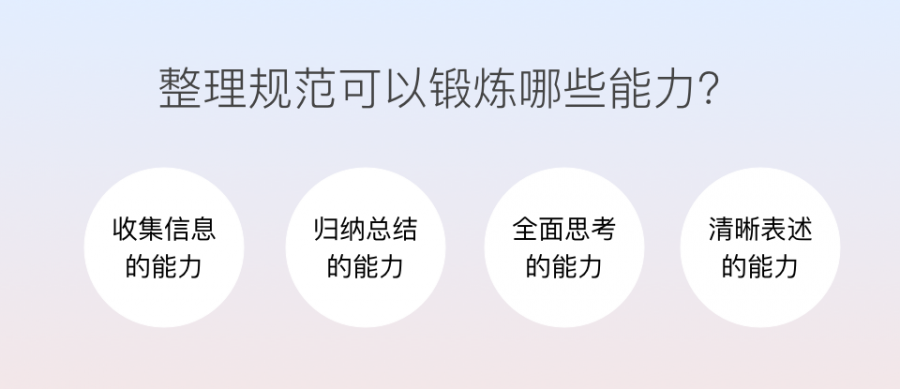 整理规范可以锻炼哪些能力？
收集信息
的能力
归纳总结
的能力
全面思考
的能力
清晰表述
的能力